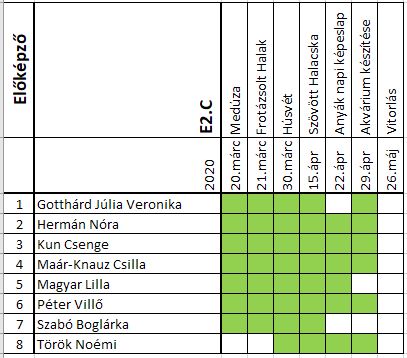 Előképző
E2.C
2020
20.márc Medúza
21.márc Frotázsolt Halak
30.márc Húsvét
15.ápr Szövött Halacska
22.ápr Anyák napi képeslap
29.ápr Akvárium készítése
26.máj Vitorlás
1 Gotthárd Júlia Veronika
2 Hermán Nóra
3 Kun Csenge
4 Maár-Knauz Csilla
5 Magyar Lilla
6 Péter Villő
7 Szabó Boglárka
8 Török Noémi